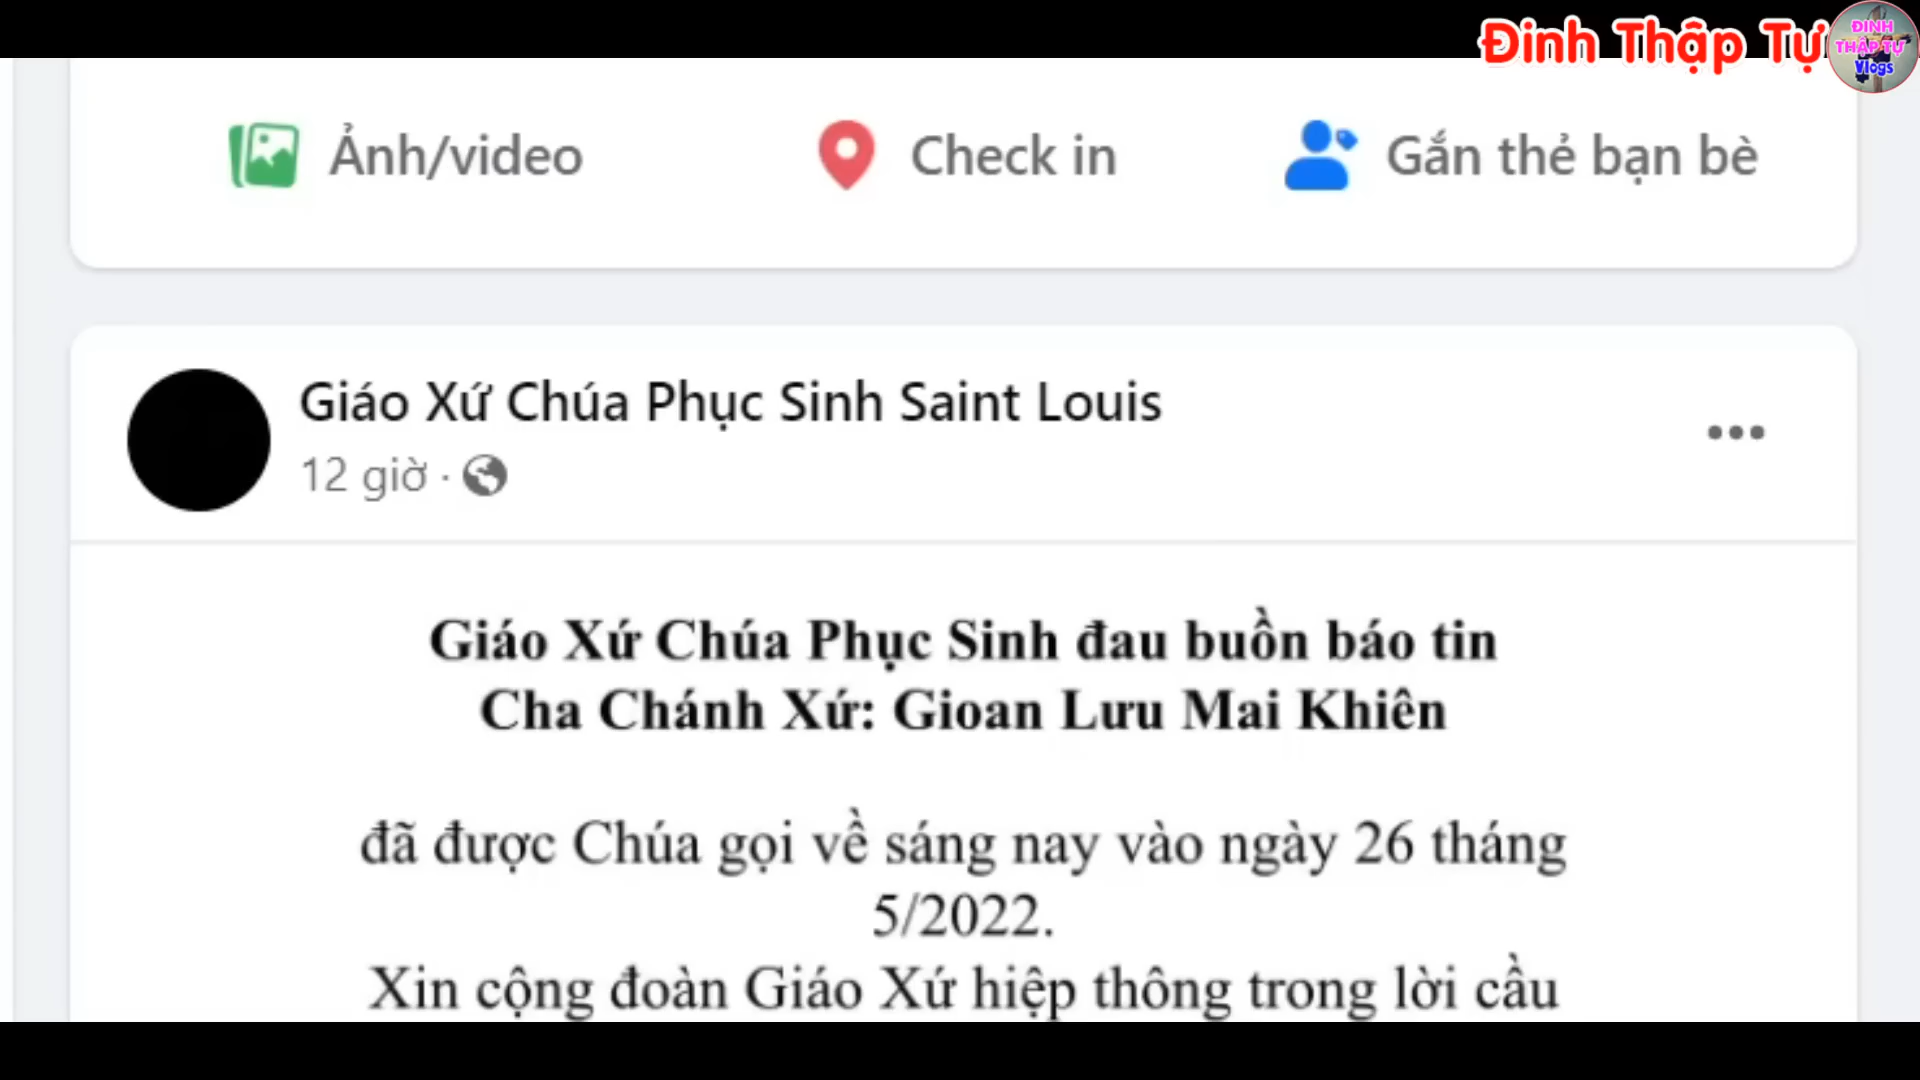 Đinh Thập Tự
ĐINH
THẬP TỰ
Vlogs
Ảnh/video
Check in
Gắn thẻ bạn bè
Giáo Xứ Chúa Phục Sinh Saint Louis
12 giờ ·
Giáo Xứ Chúa Phục Sinh đau buồn báo tin
Cha Chánh Xứ: Gioan Lưu Mai Khiên
đã được Chúa gọi về sáng nay vào ngày 26 tháng
5/2022.
Xin cộng đoàn Giáo Xứ hiệp thông trong lời cầu